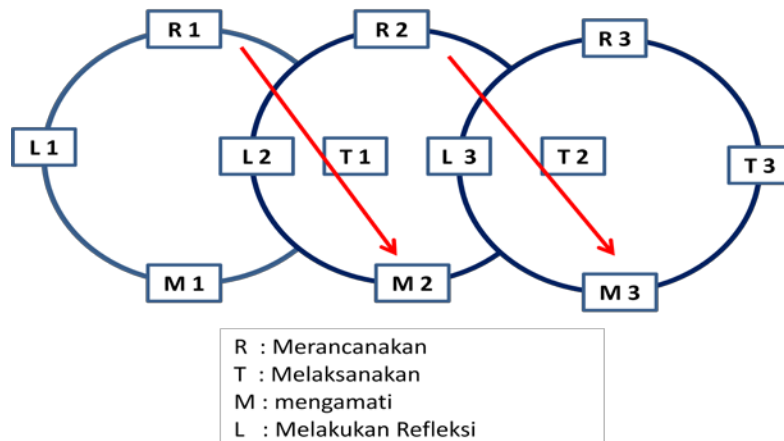 R 1
R 2
R 3
L 1
L 2
T 1
L 3
T 2
T 3
M 1
M 2
M 3
R : Merancanakan
T : Melaksanakan
M : mengamati
L : Melakukan Refleksi